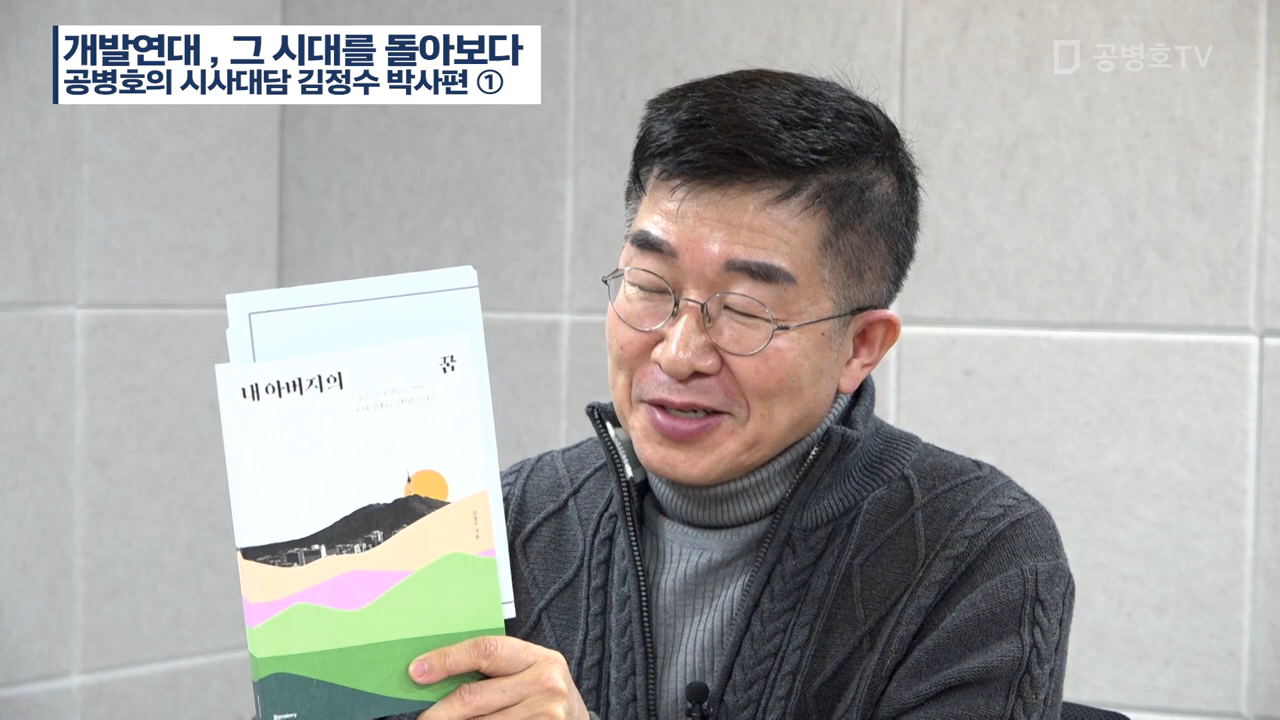 개발연대 , 그 시대를 돌아보다
공병호의 시사대담 김정수 박사편 ①
공병호TV
내 아버지의 꿈